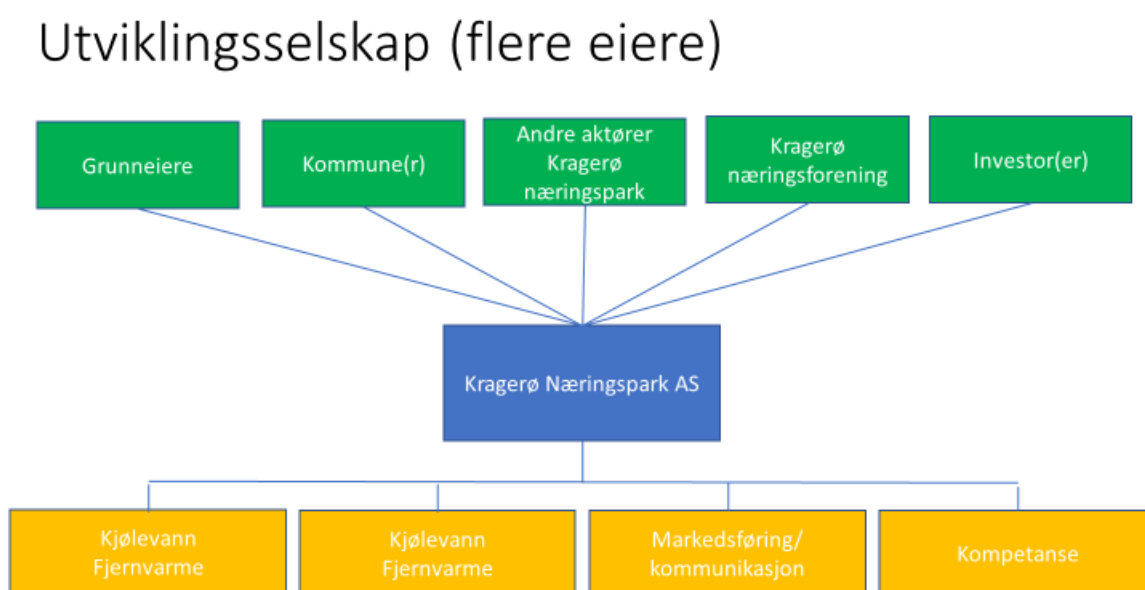 Utviklingsselskap (flere eiere)
Grunneiere
Kommune(r)
Andre aktører
Kragerø
næringspark
Kragerø
næringsforening
Investor(er)
Kragerø Næringspark AS
Kjølevann
Fjernvarme
Kjølevann
Fjernvarme
Markedsføring/
kommunikasjon
Kompetanse